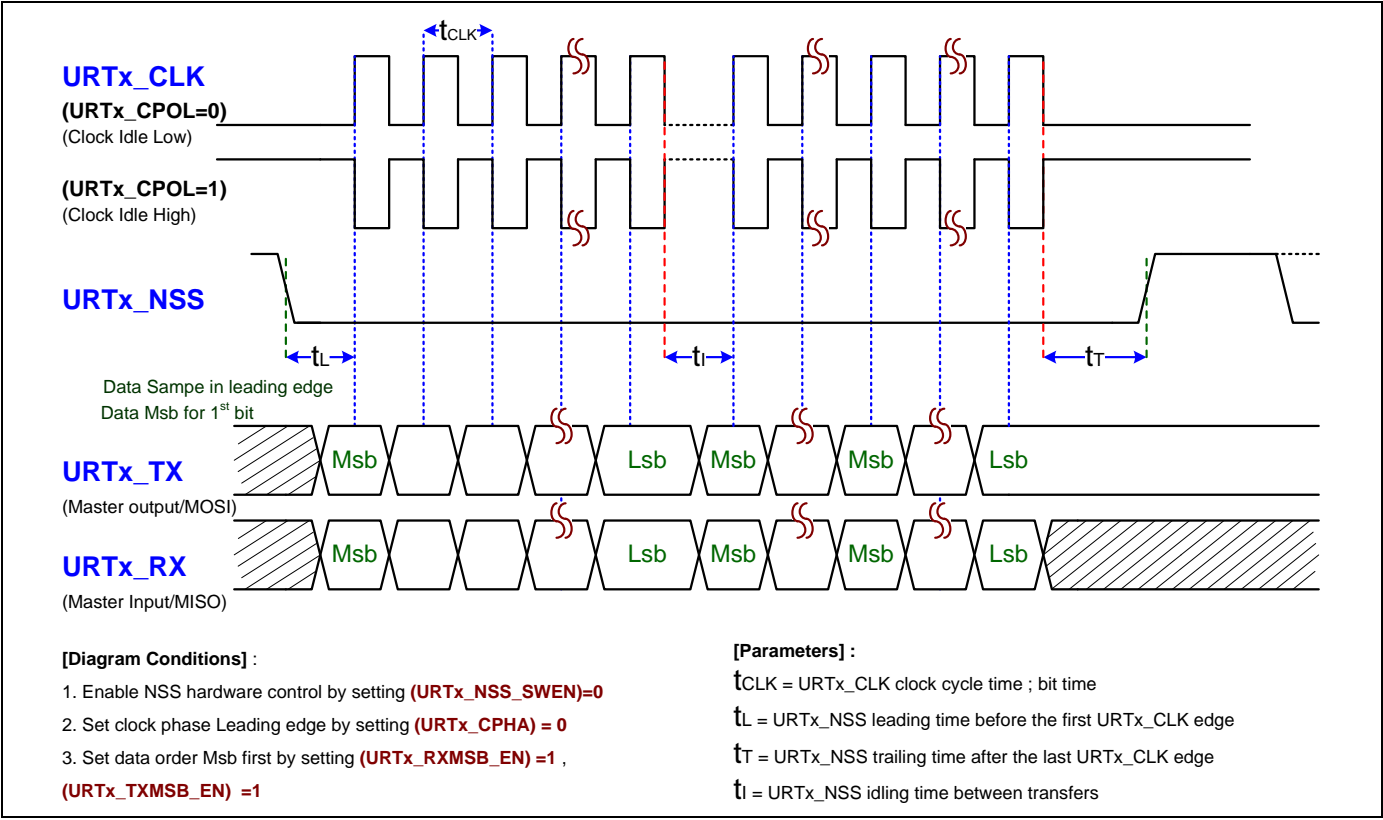 tCLK
URTx_CLK
(URTx_CPOL=0)
(Clock Idle Low)
(URTx_CPOL=1)
(Clock Idle High)
URTx_NSS
tL
tI
tT
Data Sampe in leading edge
Data Msb for 1st bit
URTx_TX
(Master output/MOSI)
Msb Lsb Msb Msb Lsb
URTx_RX
(Master Input/MISO)
Msb Lsb Msb Msb Lsb
[Diagram Conditions] :
1. Enable NSS hardware control by setting (URTx_NSS_SWEN)=0
2. Set clock phase Leading edge by setting (URTx_CPHA) = 0
3. Set data order Msb first by setting (URTx_RXMSB_EN) =1 ,
(URTx_TXMSB_EN) =1
[Parameters] :
tCLK = URTx_CLK clock cycle time ; bit time
tL = URTx_NSS leading time before the first URTx_CLK edge
tT = URTx_NSS trailing time after the last URTx_CLK edge
tI = URTx_NSS idling time between transfers